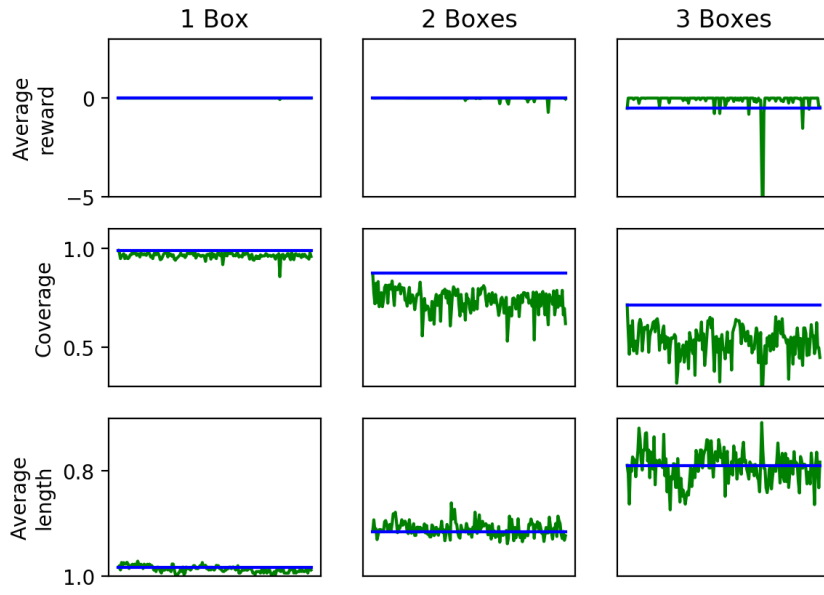 1 Box 2 Boxes 3 Boxes
Average
reward
0
−5
Coverage
1.0
0.5
Average
length
0.8
1.0